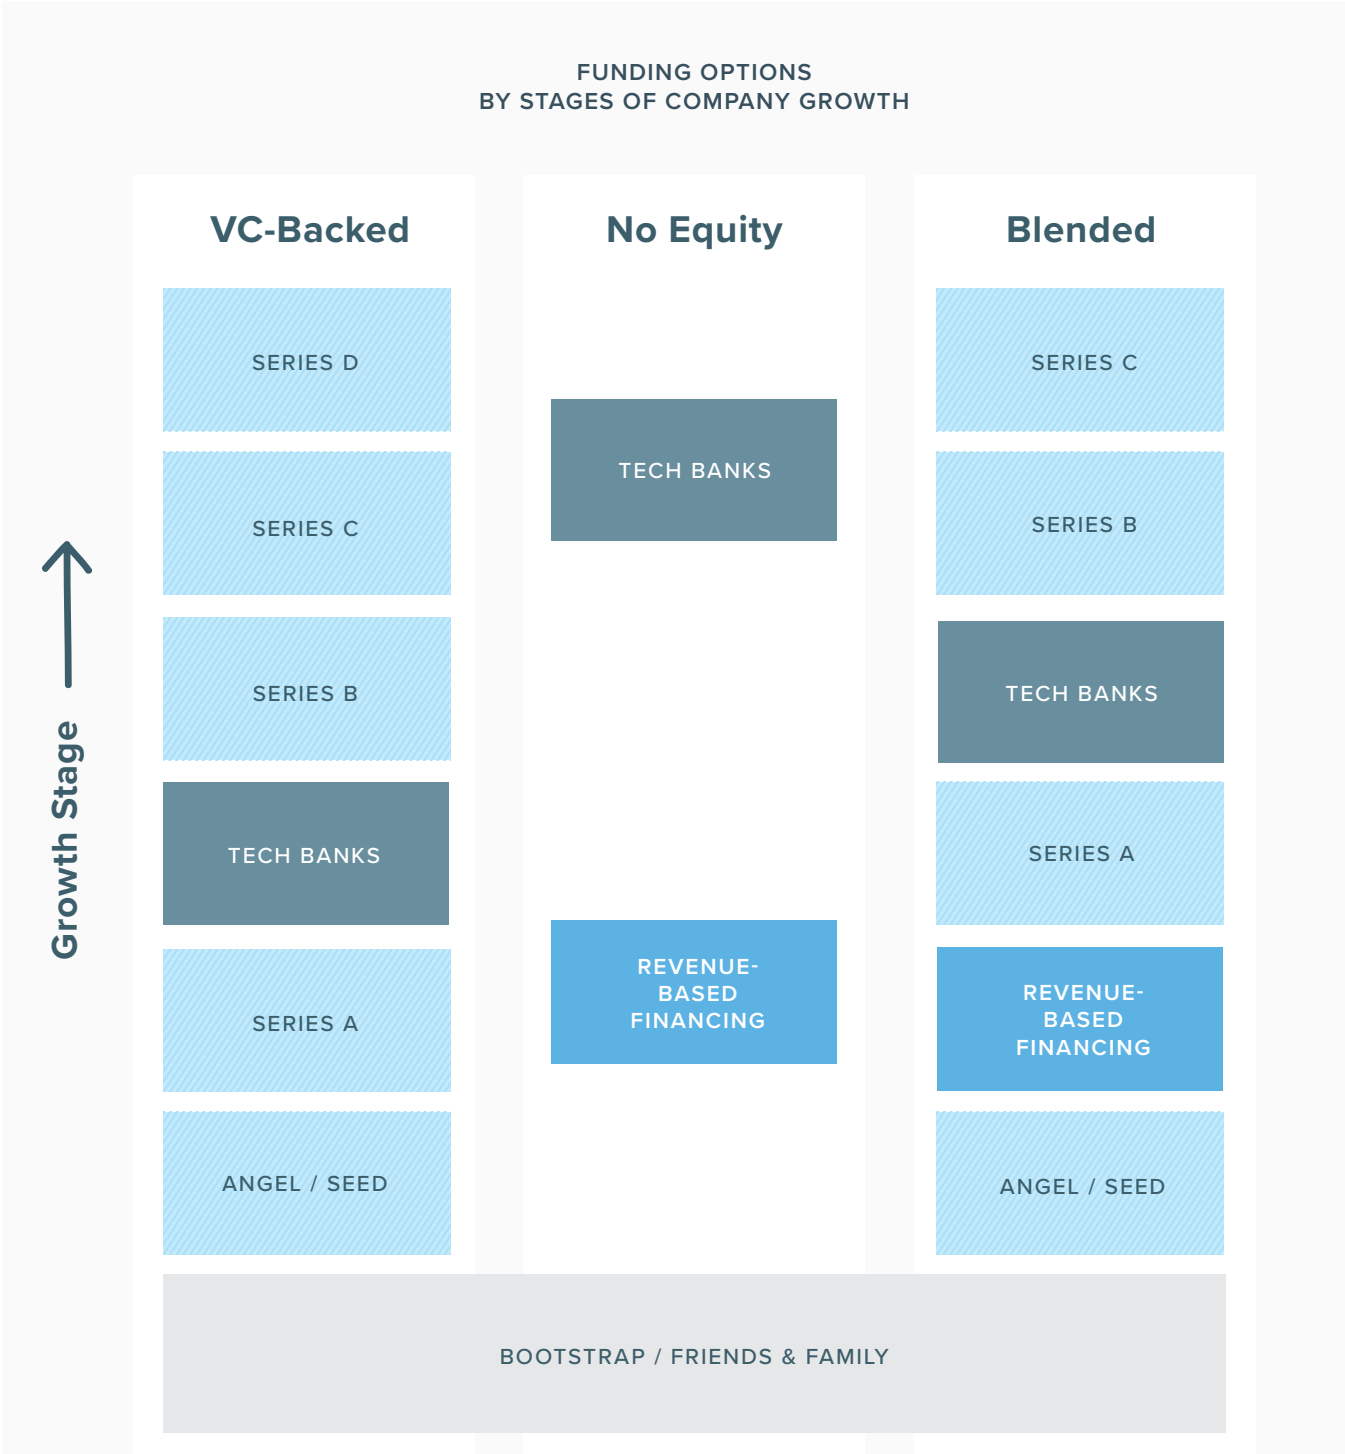 FUNDING OPTIONS
BY STAGES OF COMPANY GROWTH
VC-Backed
SERIES D
SERIES C
SERIES B
TECH BANKS
SERIES A
ANGEL / SEED
No Equity
TECH BANKS
REVENUE-
BASED
FINANCING
Blended
SERIES C
SERIES B
TECH BANKS
SERIES A
REVENUE-
BASED
FINANCING
ANGEL / SEED
BOOTSTRAP / FRIENDS & FAMILY
Growth Stage